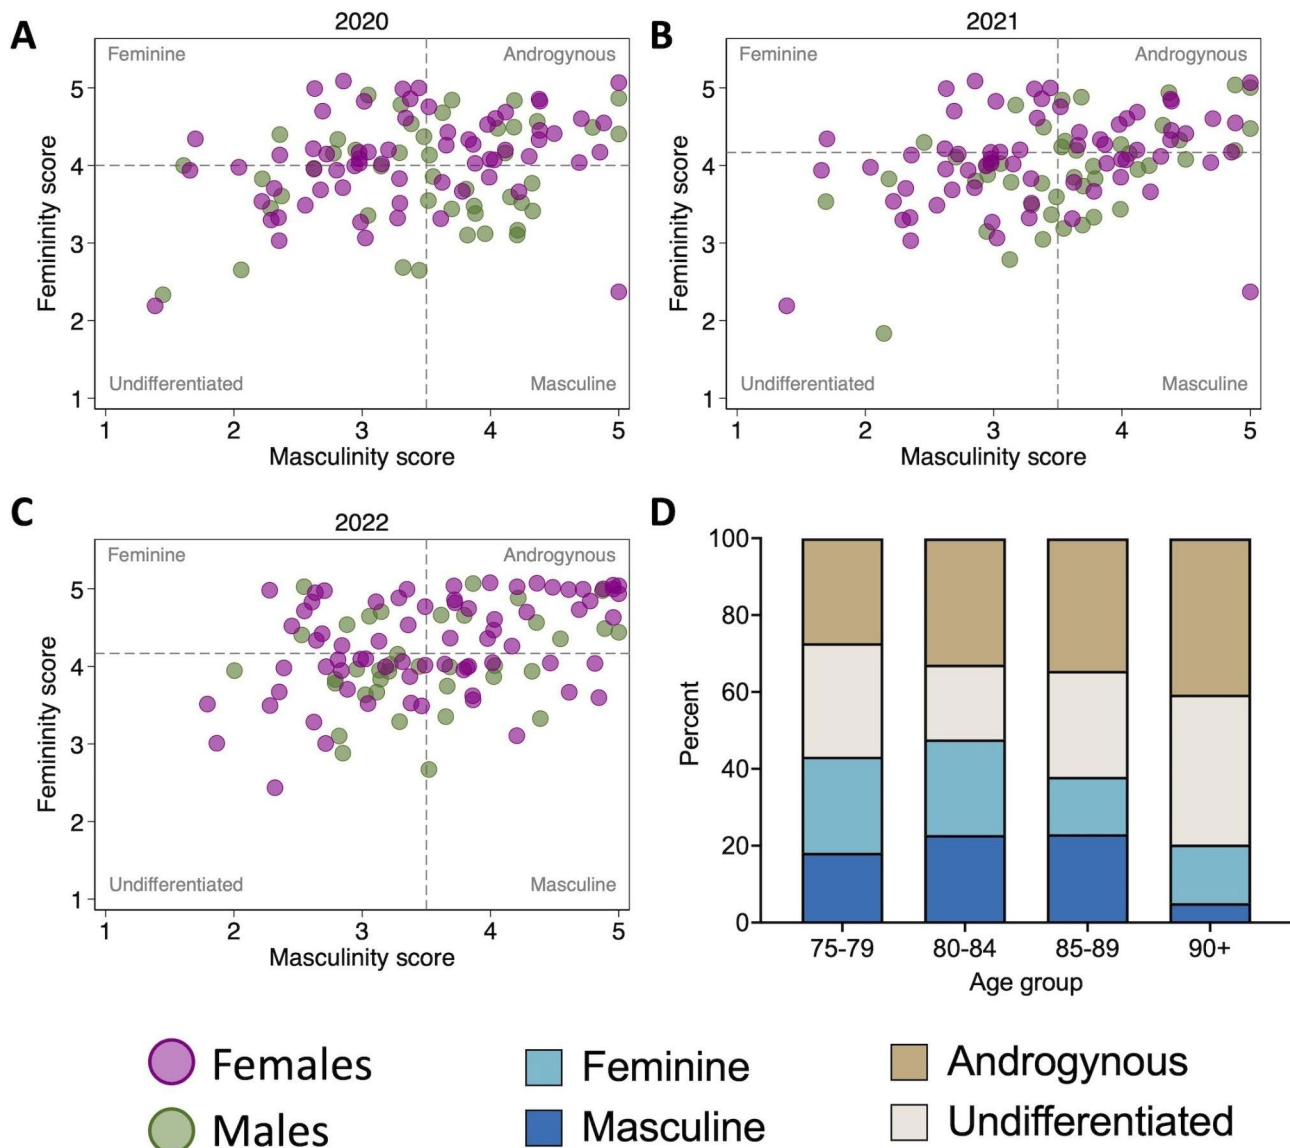 A
2020
Feminine
Androgynous
5
4
3
2
1
Femininity score
Undifferentiated
Masculine
1 2 3 4 5
Masculinity score
B
2021
Feminine
Androgynous
5
4
3
2
1
Femininity score
Undifferentiated
Masculine
1 2 3 4 5
Masculinity score
C
2022
Feminine
Androgynous
5
4
3
2
1
Femininity score
Undifferentiated
Masculine
1 2 3 4 5
Masculinity score
D
100
80
60
40
20
0
Percent
75-79 80-84 85-89 90+
Age group
Females
Males
Feminine
Masculine
Androgynous
Undifferentiated